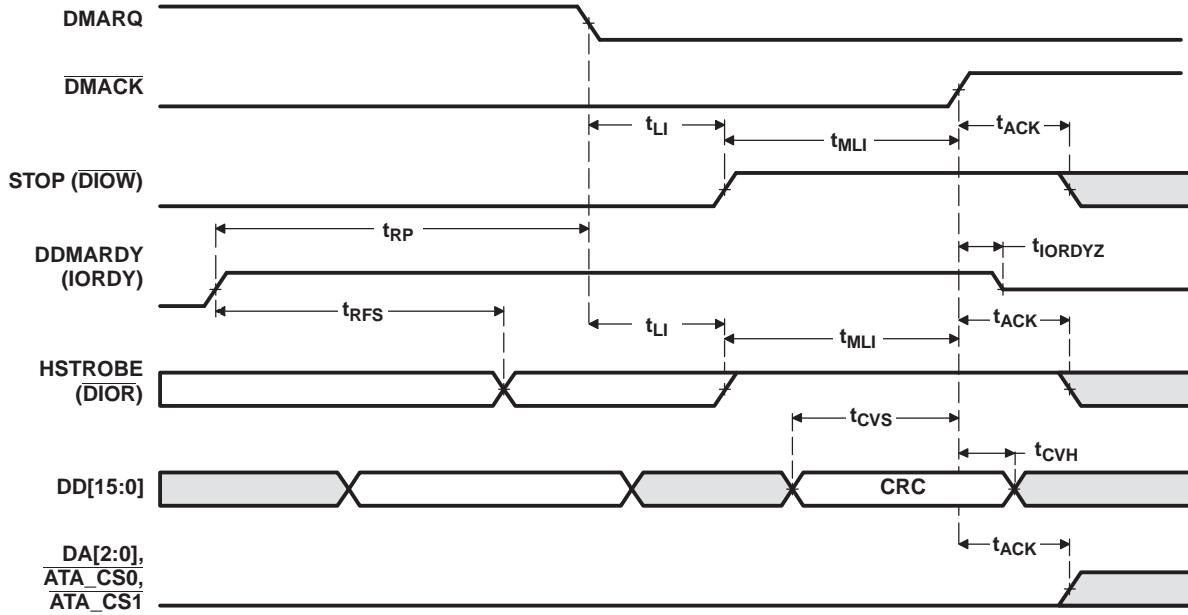 DMARQ
DMACK
tLI
tMLI
tACK
STOP (DIOW)
tRP
tIORDYZ
DDMARDY
(IORDY)
tRFS
tLI
tMLI
tACK
HSTROBE
(DIOR)
tCVS
tCVH
DD[15:0]
CRC
tACK
DA[2:0],
ATA_CS0,
ATA_CS1